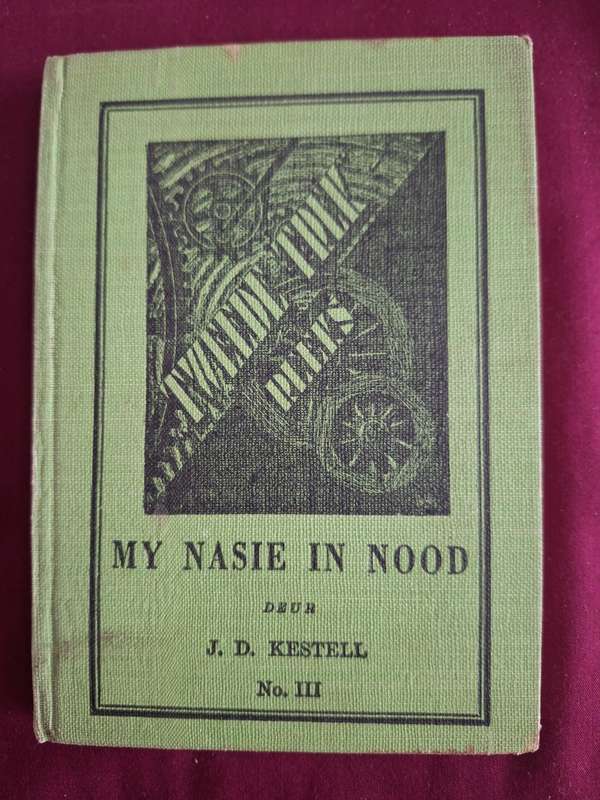 TWEEDE TREK
REEKS
MY NASIE IN NOOD
DEUR
J. D. KESTELL
No. III